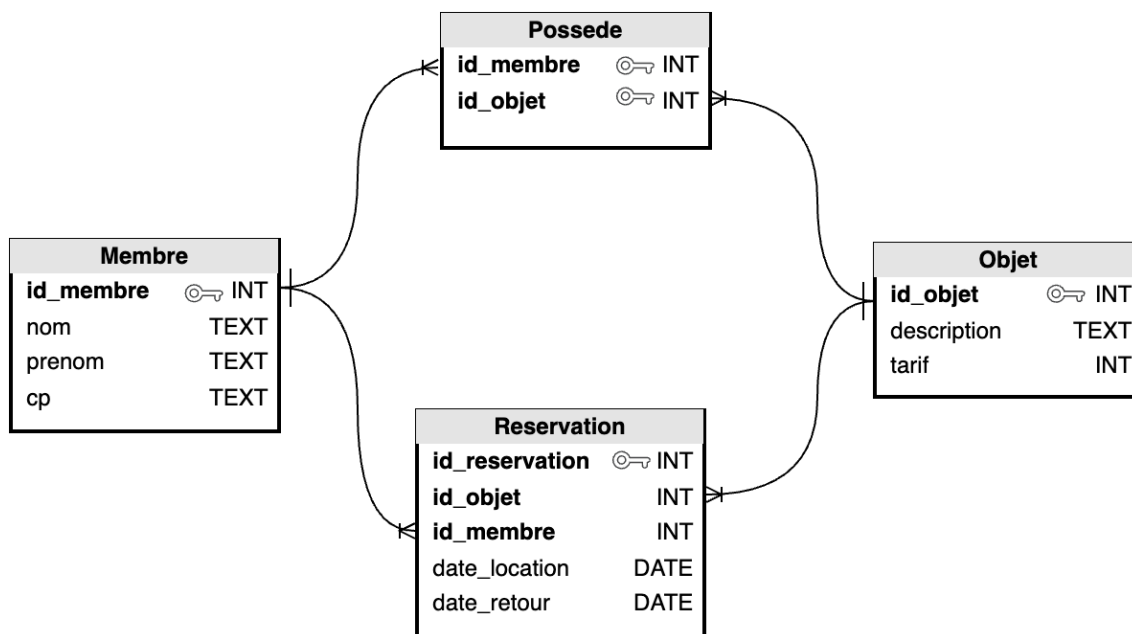 Possede
id_membre INT
id_objet INT
Membre
id_membre INT
nom TEXT
prenom TEXT
cp TEXT
Objet
id_objet INT
description TEXT
tarif INT
Reservation
id_reservation INT
id_objet INT
id_membre INT
date_location DATE
date_retour DATE